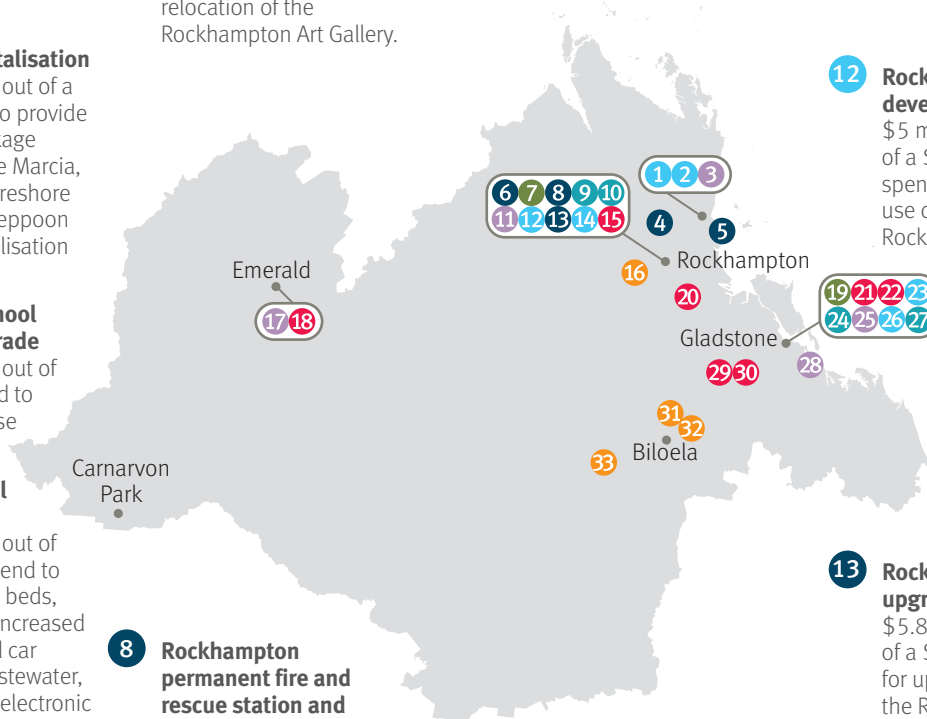 relocation of the
Rockhampton Art Gallery.
talisation
out of a
o provide
kage
e Marcia,
reshore
eppoon
lisation
nool
rade
out of
d to
se
l
out of
end to
beds,
ncreased
d car
stewater,
electronic
8 Rockhampton
permanent fire and
rescue station and
1 2 3
6 7 8 9 10
11 12 13 14 15
4
5
Rockhampton
16
Emerald
17 18
20
19 21 22 23
24 25 26 27
Gladstone
28
29 30
31
32
Biloela
33
Carnarvon
Park
12 Rock
deve
$5 m
of a S
spen
use o
Rock
13 Rock
upgr
$5.8
of a S
for up
the R